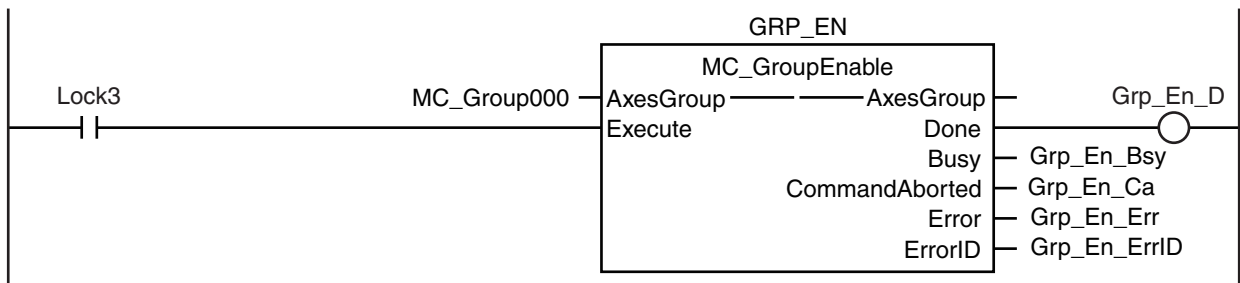 GRP_EN
MC_GroupEnable
Lock3
MC_Group000
AxesGroup
AxesGroup
Grp_En_D
Execute
Done
Busy
Grp_En_Bsy
CommandAborted
Grp_En_Ca
Error
Grp_En_Err
ErrorID
Grp_En_ErrID